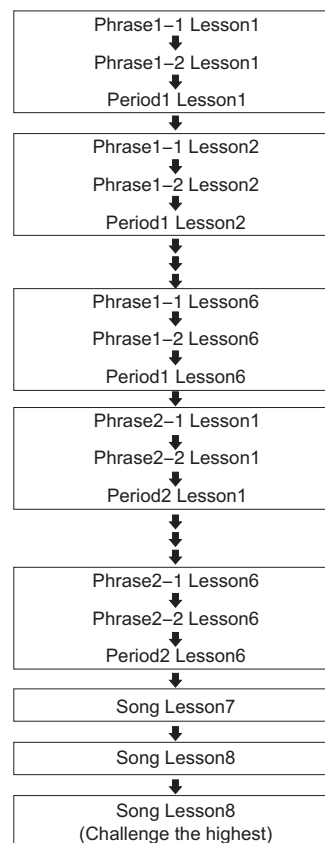 Phrase1–1 Lesson1
Phrase1–2 Lesson1
Period1 Lesson1
Phrase1–1 Lesson2
Phrase1–2 Lesson2
Period1 Lesson2
Phrase1–1 Lesson6
Phrase1–2 Lesson6
Period1 Lesson6
Phrase2–1 Lesson1
Phrase2–2 Lesson1
Period2 Lesson1
Phrase2–1 Lesson6
Phrase2–2 Lesson6
Period2 Lesson6
Song Lesson7
Song Lesson8
Song Lesson8
(Challenge the highest)